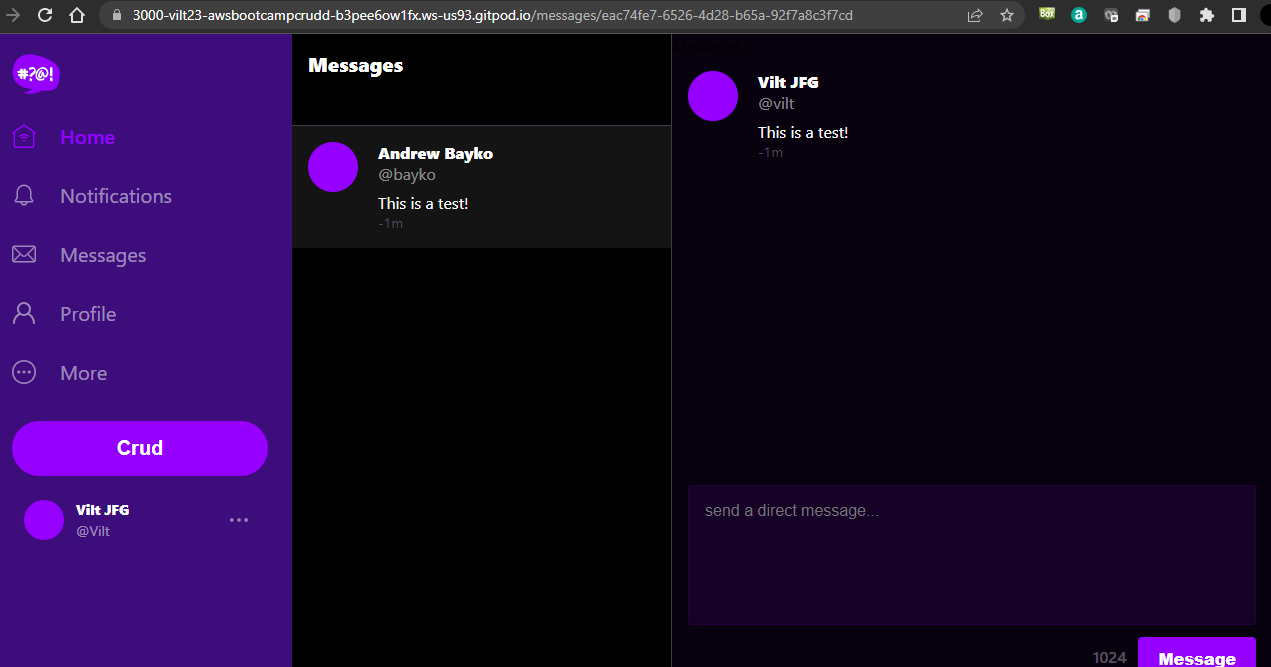 3000-vilt23-awsbootcampcrudd-b3pee6ow1fx.ws-us93.gitpod.io/messages/eac74fe7-6526-4d28-b65a-92f7a8c3f7cd
BOX
a
#?@!
Home
Notifications
Messages
Profile
More
Crud
Vilt JFG
@Vilt
Messages
Andrew Bayko
@bayko
This is a test!
-1m
Messages
Vilt JFG
@vilt
This is a test!
-1m
send a direct message...
1024
Message